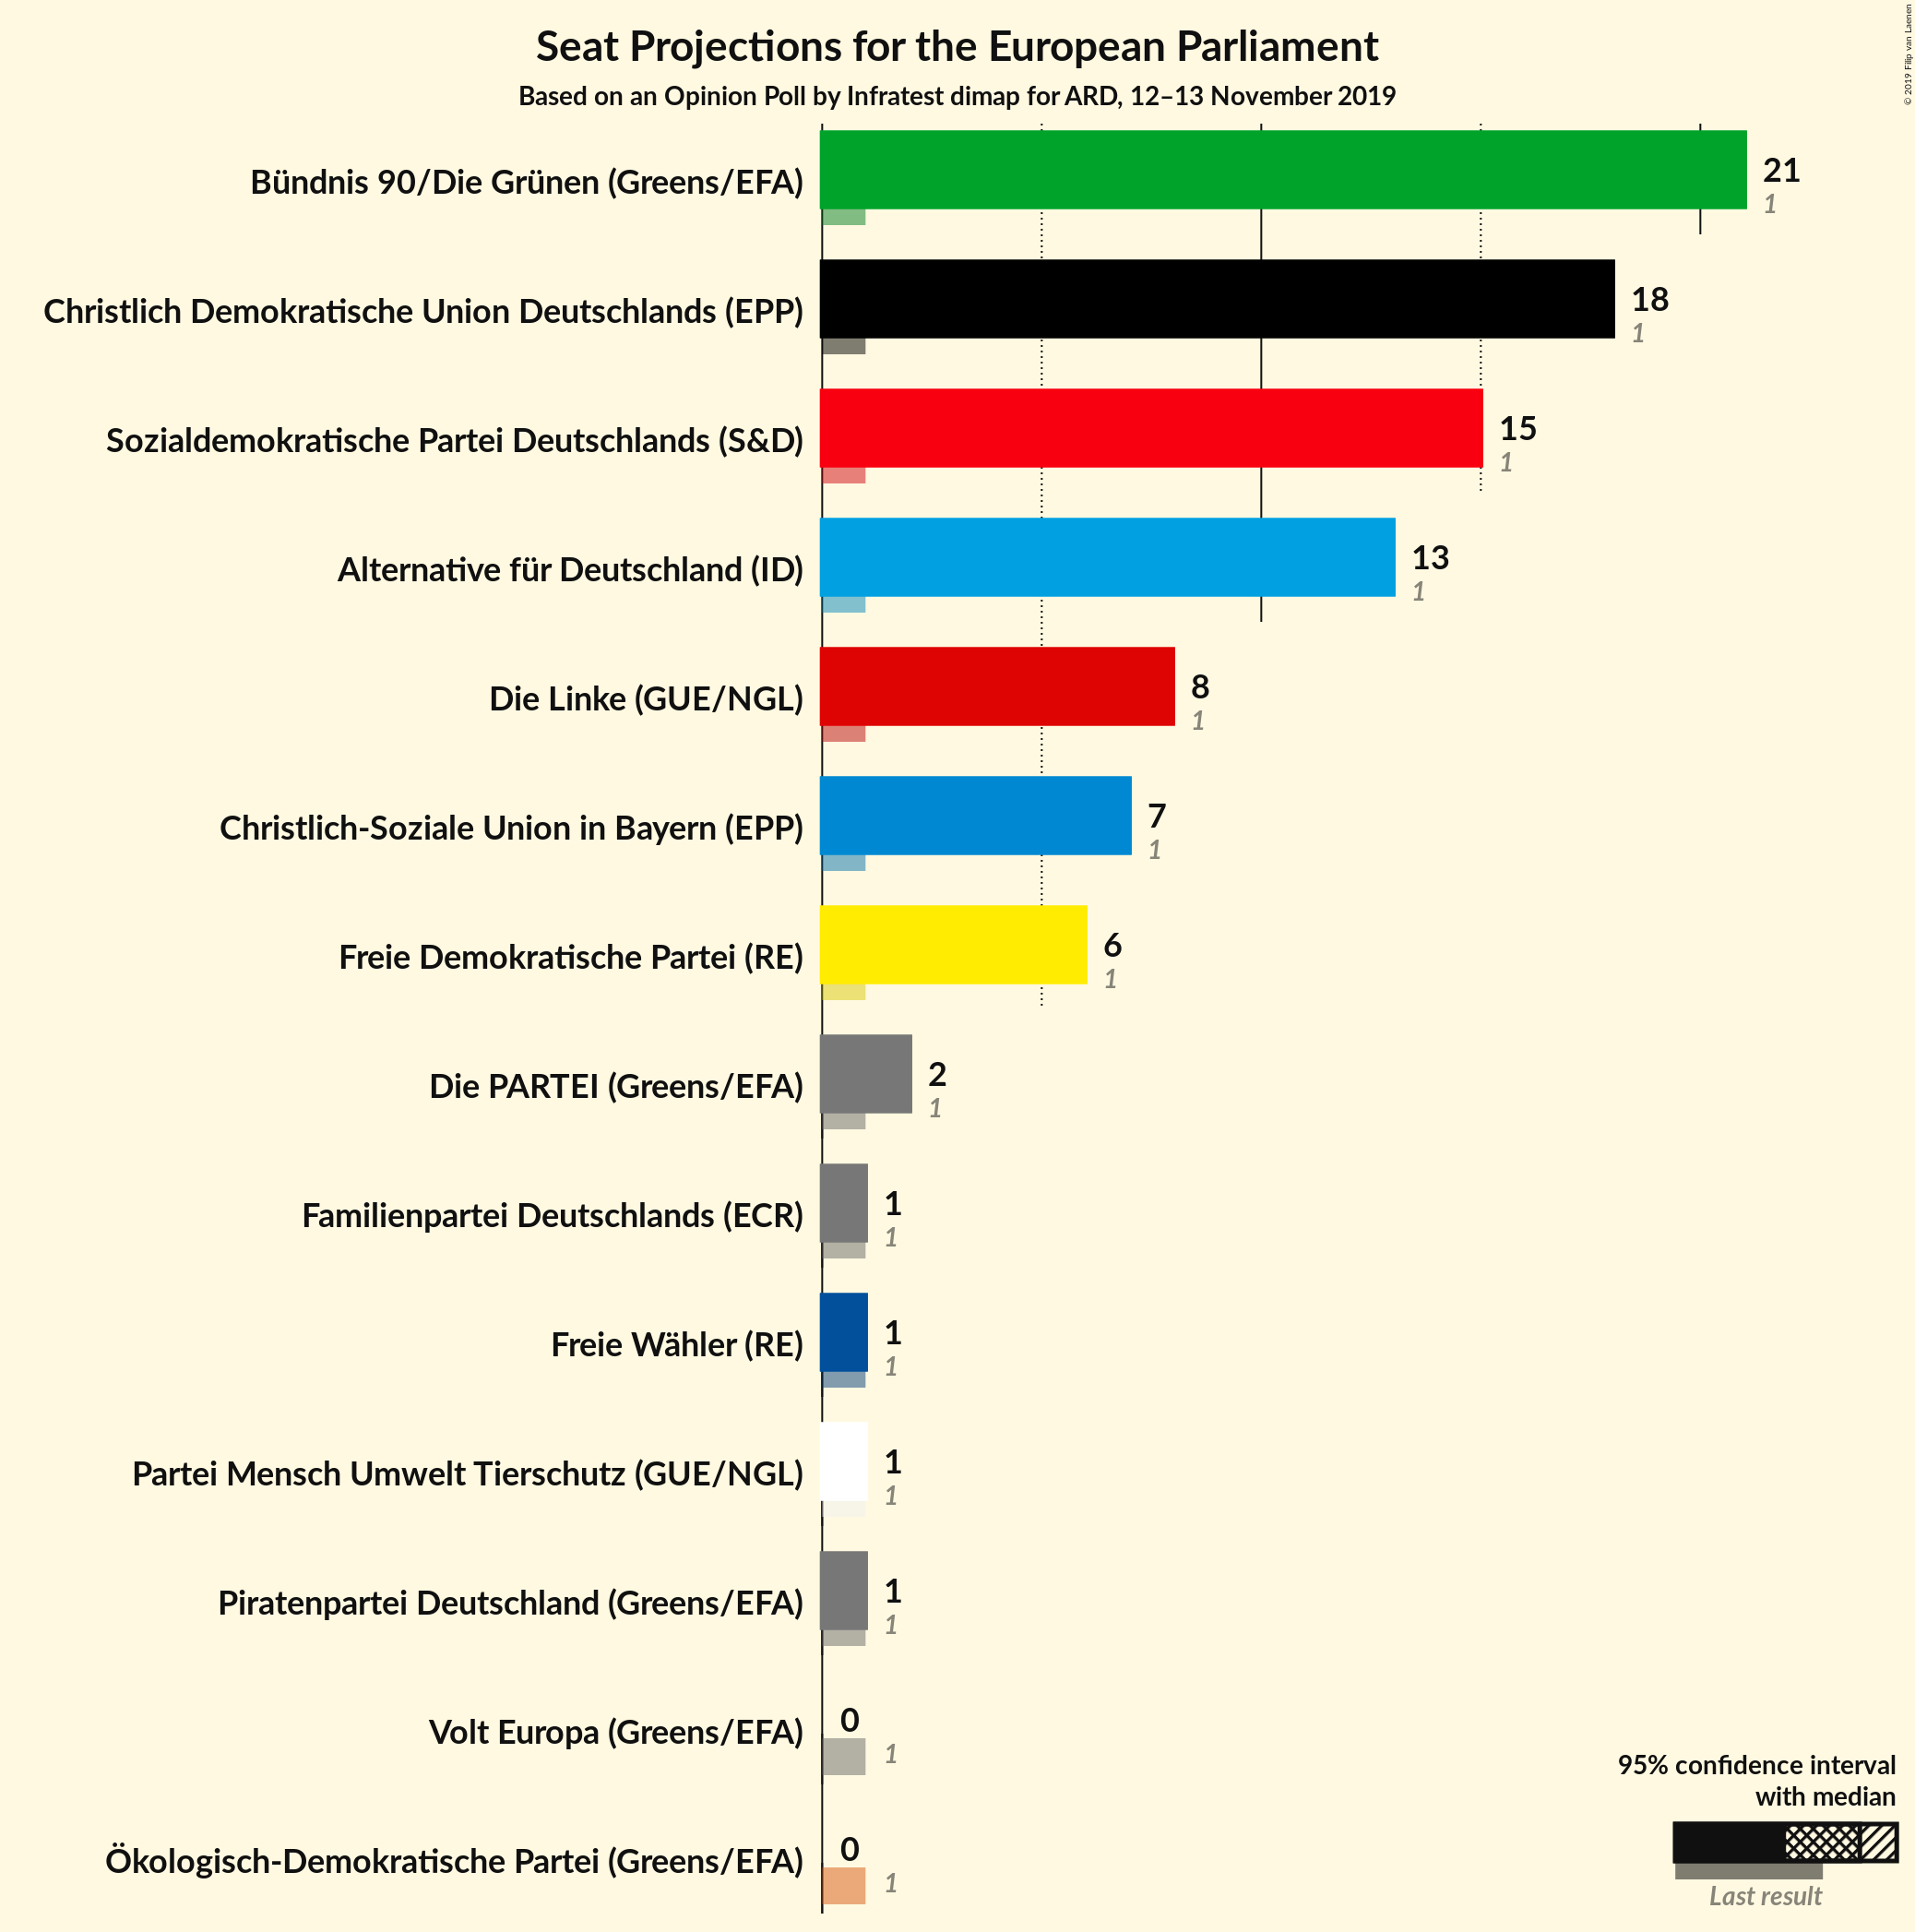 Seat Projections for the European Parliament
Based on an Opinion Poll by Infratest dimap for ARD, 12–13 November 2019
© 2019 Filip van Laenen
Bündnis 90/Die Grünen (Greens/EFA)
21
1
Christlich Demokratische Union Deutschlands (EPP)
18
1
Sozialdemokratische Partei Deutschlands (S&D)
15
1
Alternative für Deutschland (ID)
13
1
Die Linke (GUE/NGL)
8
1
Christlich-Soziale Union in Bayern (EPP)
7
1
Freie Demokratische Partei (RE)
6
1
Die PARTEI (Greens/EFA)
2
1
Familienpartei Deutschlands (ECR)
1
1
Freie Wähler (RE)
1
1
Partei Mensch Umwelt Tierschutz (GUE/NGL)
1
1
Piratenpartei Deutschland (Greens/EFA)
1
1
Volt Europa (Greens/EFA)
0
1
Ökologisch-Demokratische Partei (Greens/EFA)
0
1
95% confidence interval
with median
Last result